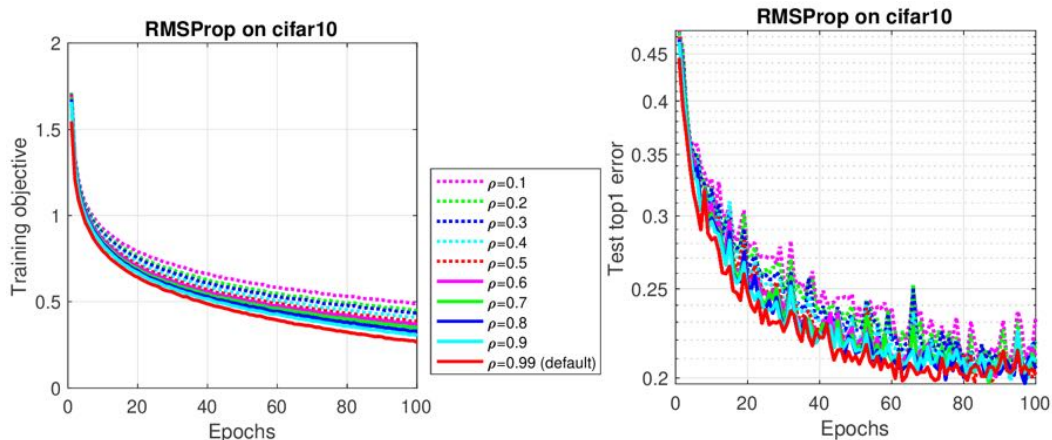 RMSProp on cifar10
Training objective
2
1.5
1
0.5
0
0 20 40 60 80 100
Epochs
ρ=0.1
ρ=0.2
ρ=0.3
ρ=0.4
ρ=0.5
ρ=0.6
ρ=0.7
ρ=0.8
ρ=0.9
ρ=0.99 (default)
RMSProp on cifar10
Test top1 error
0.45
0.4
0.35
0.3
0.25
0.2
0 20 40 60 80 100
Epochs